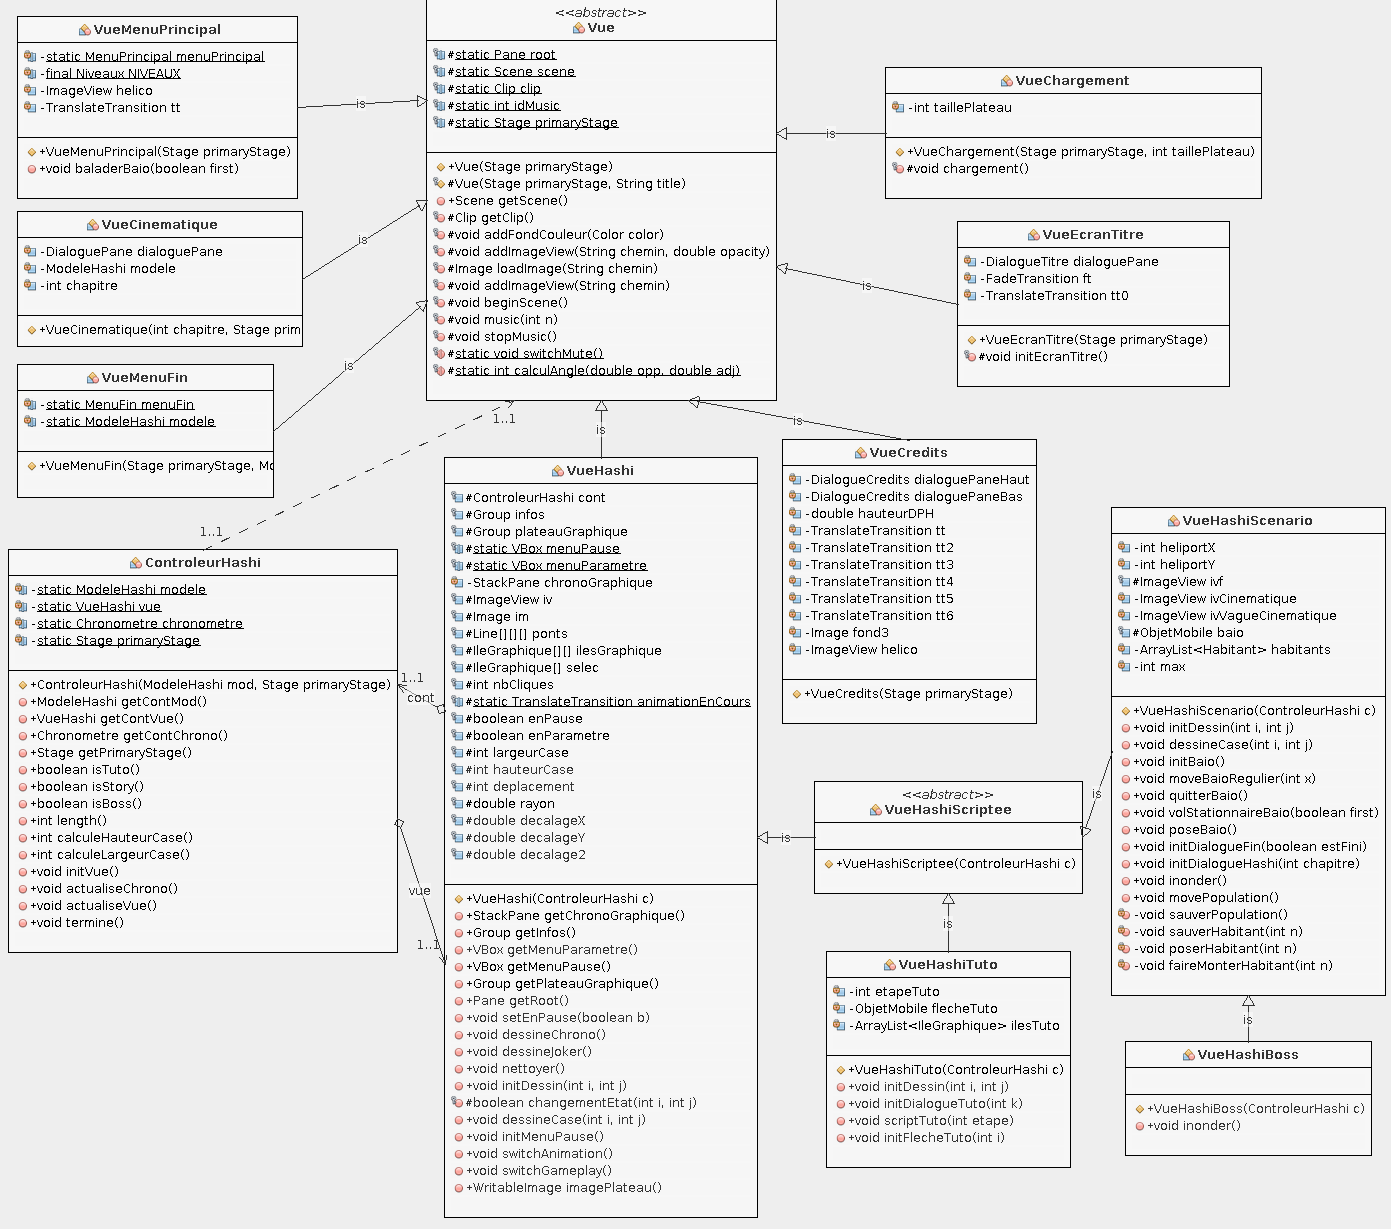 VueMenuPrincipal
-static MenuPrincipal menuPrincipal
-final Niveaux NIVEAUX
-ImageView helico
-TranslateTransition tt
+VueMenuPrincipal(Stage primaryStage)
+void baladerBaio(boolean first)
is
<<abstract>>
Vue
#static Pane root
#static Scene scene
#static Clip clip
#static int idMusic
#static Stage primaryStage
+Vue(Stage primaryStage)
#Vue(Stage primaryStage, String title)
+Scene getScene()
#Clip getClip()
#void addFondCouleur(Color color)
#void addImageView(String chemin, double opacity)
#Image loadImage(String chemin)
#void addImageView(String chemin)
#void beginScene()
#void music(int n)
#void stopMusic()
#static void switchMute()
#static int calculAngle(double opp, double adj)
is
VueChargement
-int taillePlateau
+VueChargement(Stage primaryStage, int taillePlateau)
#void chargement()
VueCinematique
-DialoguePane dialoguePane
-ModeleHashi modele
-int chapitre
+VueCinematique(int chapitre, Stage prim
is
is
VueEcranTitre
-DialogueTitre dialoguePane
-FadeTransition ft
-TranslateTransition tt0
+VueEcranTitre(Stage primaryStage)
#void initEcranTitre()
VueMenuFin
-static MenuFin menuFin
-static ModeleHashi modele
+VueMenuFin(Stage primaryStage, Mo
is
1..1
1..1
is
is
VueCredits
-DialogueCredits dialoguePaneHaut
-DialogueCredits dialoguePaneBas
-double hauteurDPH
-TranslateTransition tt
-TranslateTransition tt2
-TranslateTransition tt3
-TranslateTransition tt4
-TranslateTransition tt5
-TranslateTransition tt6
-Image fond3
-ImageView helico
+VueCredits(Stage primaryStage)
ControleurHashi
-static ModeleHashi modele
-static VueHashi vue
-static Chronometre chronometre
-static Stage primaryStage
+ControleurHashi(ModeleHashi mod, Stage primaryStage)
+ModeleHashi getContMod()
+VueHashi getContVue()
+Chronometre getContChrono()
+Stage getPrimaryStage()
+boolean isTuto()
+boolean isStory()
+boolean isBoss()
+int length()
+int calculeHauteurCase()
+int calculeLargeurCase()
+void initVue()
+void actualiseChrono()
+void actualiseVue()
+void termine()
1..1
cont
vue
1..1
VueHashi
#ControleurHashi cont
#Group infos
#Group plateauGraphique
#static VBox menuPause
#static VBox menuParametre
-StackPane chronoGraphique
#ImageView iv
#Image im
#Line[][][] ponts
#IleGraphique[][] ilesGraphique
#IleGraphique[] selec
#int nbCliques
#static TranslateTransition animationEnCours
#boolean enPause
#boolean enParametre
#int largeurCase
#int hauteurCase
#int deplacement
#double rayon
#double decalageX
#double decalageY
#double decalage2
+VueHashi(ControleurHashi c)
+StackPane getChronoGraphique()
+Group getInfos()
+VBox getMenuParametre()
+VBox getMenuPause()
+Group getPlateauGraphique()
+Pane getRoot()
+void setEnPause(boolean b)
+void dessineChrono()
+void dessineJoker()
+void nettoyer()
+void initDessin(int i, int j)
#boolean changementEtat(int i, int j)
+void dessineCase(int i, int j)
+void initMenuPause()
+void switchAnimation()
+void switchGameplay()
+WritableImage imagePlateau()
is
<<abstract>>
VueHashiScriptee
+VueHashiScriptee(ControleurHashi c)
is
VueHashiTuto
-int etapeTuto
-ObjetMobile flecheTuto
-ArrayList<IleGraphique> ilesTuto
+VueHashiTuto(ControleurHashi c)
+void initDessin(int i, int j)
+void initDialogueTuto(int k)
+void scriptTuto(int etape)
+void initFlecheTuto(int i)
is
VueHashiScenario
-int heliportX
-int heliportY
#ImageView ivf
-ImageView ivCinematique
-ImageView ivVagueCinematique
#ObjetMobile baio
-ArrayList<Habitant> habitants
-int max
+VueHashiScenario(ControleurHashi c)
+void initDessin(int i, int j)
+void dessineCase(int i, int j)
+void initBaio()
+void moveBaioRegulier(int x)
+void quitterBaio()
+void volStationnaireBaio(boolean first)
+void poseBaio()
+void initDialogueFin(boolean estFini)
+void initDialogueHashi(int chapitre)
+void inonder()
+void movePopulation()
-void sauverPopulation()
-void sauverHabitant(int n)
-void poserHabitant(int n)
-void faireMonterHabitant(int n)
is
VueHashiBoss
+VueHashiBoss(ControleurHashi c)
+void inonder()